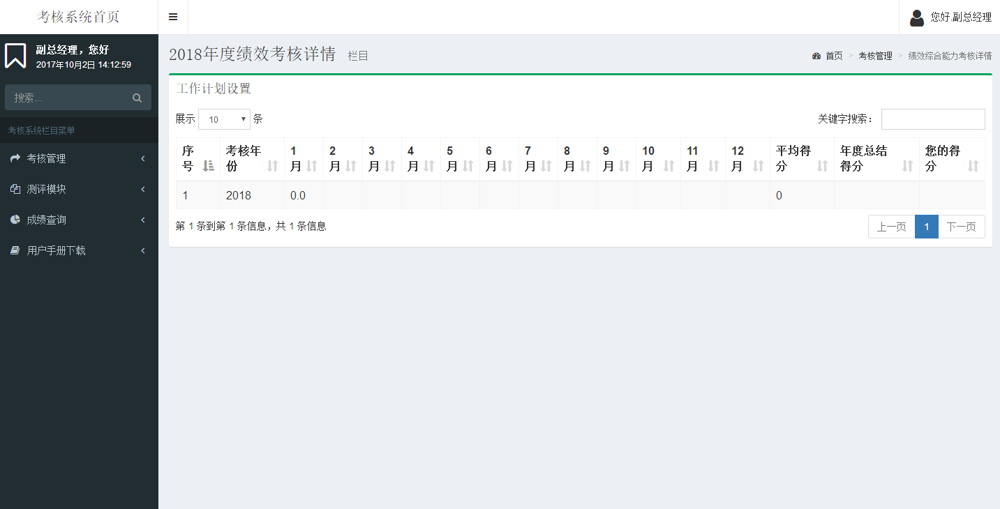 考核系统首页
您好,副总经理
副总经理，您好
2017年10月2日 14:12:59
搜索...
考核系统栏目菜单
考核管理
测评模块
成绩查询
用户手册下载
2018年度绩效考核详情 栏目
首页 > 考核管理 > 绩效综合能力考核详情
工作计划设置
展示 10 条
关键字搜索：
序号 考核年份 1月 2月 3月 4月 5月 6月 7月 8月 9月 10月 11月 12月 平均得分 年度总结得分 您的得分
1 2018 0.0 0
第 1 条到第 1 条信息，共 1 条信息
上一页 1 下一页